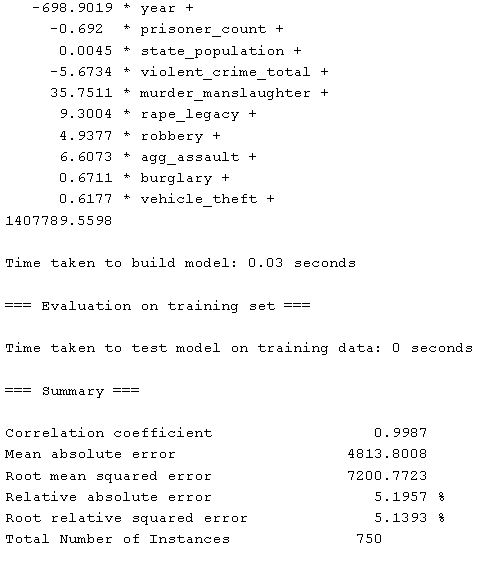 -698.9019 * year +
-0.692 * prisoner_count +
0.0045 * state_population +
-5.6734 * violent_crime_total +
35.7511 * murder_manslaughter +
9.3004 * rape_legacy +
4.9377 * robbery +
6.6073 * agg_assault +
0.6711 * burglary +
0.6177 * vehicle_theft +
1407789.5598
Time taken to build model: 0.03 seconds
=== Evaluation on training set ===
Time taken to test model on training data: 0 seconds
=== Summary ===
Correlation coefficient 0.9987
Mean absolute error 4813.8008
Root mean squared error 7200.7723
Relative absolute error 5.1957 %
Root relative squared error 5.1393 %
Total Number of Instances 750